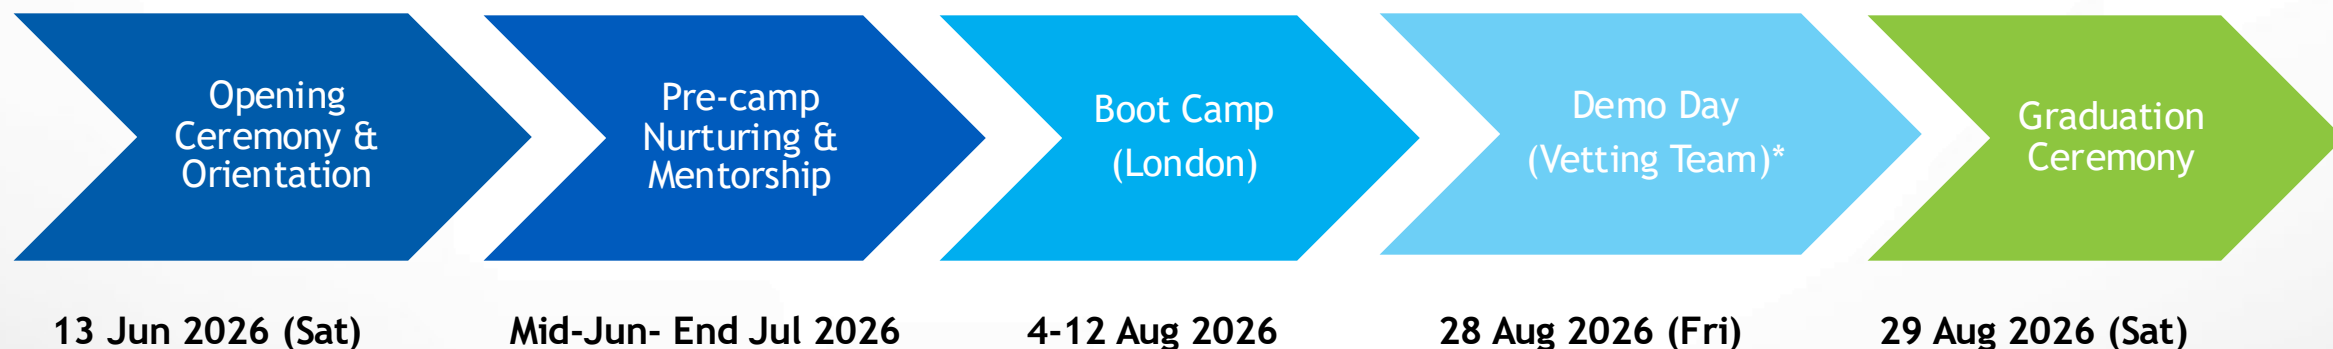 Opening
Ceremony &
Orientation
Pre-camp
Nurturing &
Mentorship
Boot Camp
(London)
Demo Day
(Vetting Team)*
Graduation
Ceremony
13 Jun 2026 (Sat)
Mid-Jun- End Jul 2026
4-12 Aug 2026
28 Aug 2026 (Fri)
29 Aug 2026 (Sat)